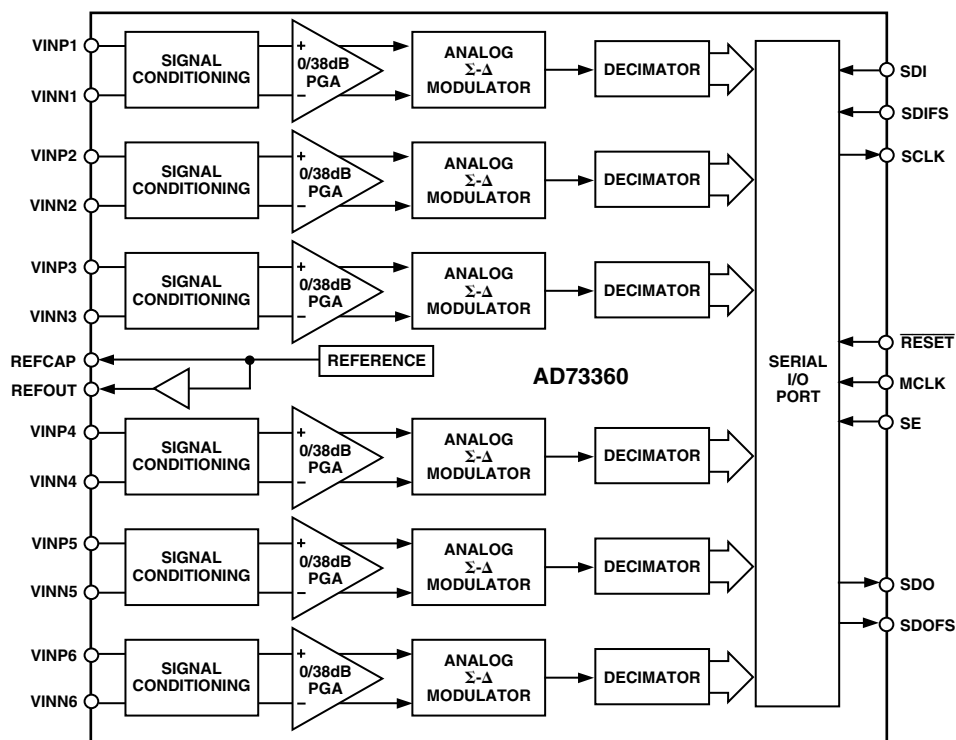 VINP1
SIGNAL
CONDITIONING
VINN1
+
0/38dB
PGA
−
ANALOG
Σ-Δ
MODULATOR
DECIMATOR
VINP2
SIGNAL
CONDITIONING
VINN2
+
0/38dB
PGA
−
ANALOG
Σ-Δ
MODULATOR
DECIMATOR
VINP3
SIGNAL
CONDITIONING
VINN3
+
0/38dB
PGA
−
ANALOG
Σ-Δ
MODULATOR
DECIMATOR
REFCAP
REFERENCE
REFOUT
AD73360
VINP4
SIGNAL
CONDITIONING
VINN4
+
0/38dB
PGA
−
ANALOG
Σ-Δ
MODULATOR
DECIMATOR
VINP5
SIGNAL
CONDITIONING
VINN5
+
0/38dB
PGA
−
ANALOG
Σ-Δ
MODULATOR
DECIMATOR
VINP6
SIGNAL
CONDITIONING
VINN6
+
0/38dB
PGA
−
ANALOG
Σ-Δ
MODULATOR
DECIMATOR
SERIAL
I/O
PORT
SDI
SDIFS
SCLK
RESET
MCLK
SE
SDO
SDOFS